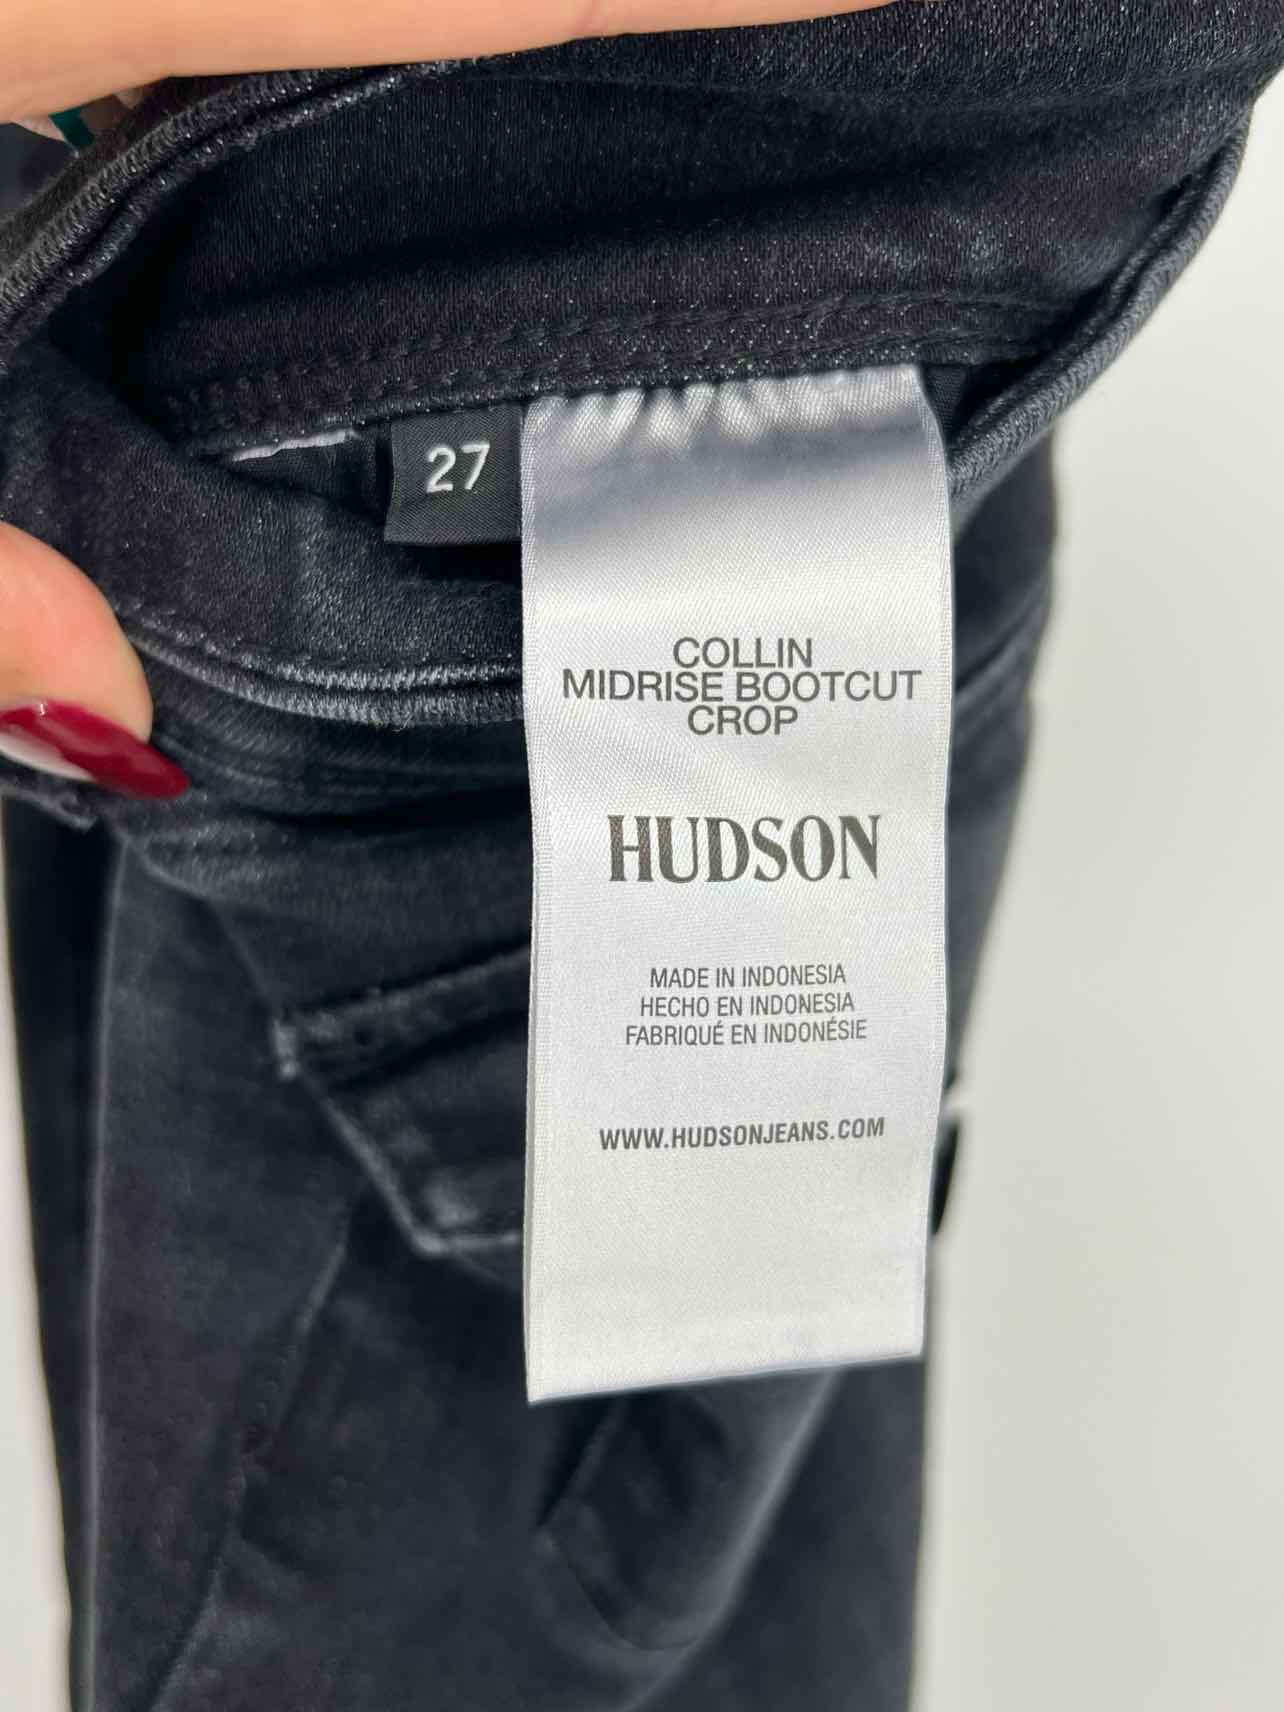 27
COLLIN
MIDRISE BOOTCUT
CROP
HUDSON
MADE IN INDONESIA
HECHO EN INDONESIA
FABRIQUÉ EN INDONÉSIE
WWW.HUDSONJEANS.COM